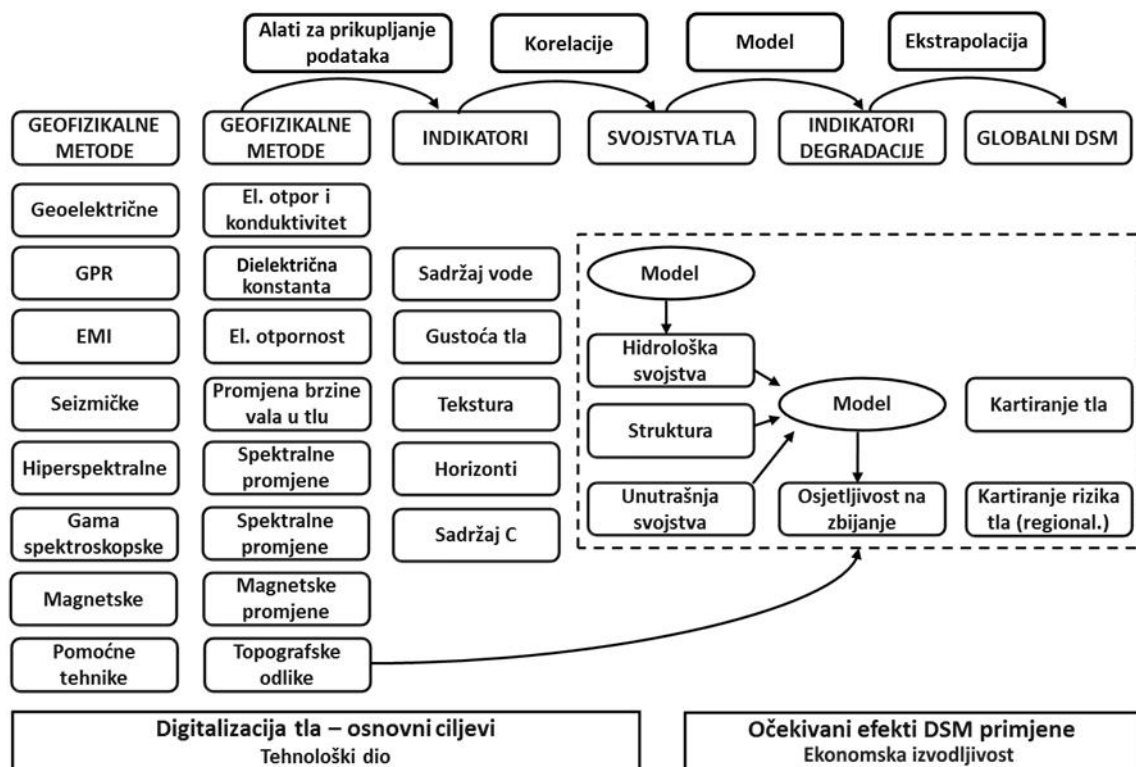 Alati za prikupljanje
podataka
Korelacije
Model
Ekstrapolacija
GEOFIZIKALNE
METODE
GEOFIZIKALNE
METODE
INDIKATORI
SVOJSTVA TLA
INDIKATORI
DEGRADACIJE
GLOBALNI DSM
Geoelektrične
El. otpor i
konduktivitet
GPR
Dielektrična
konstanta
Sadržaj vode
Model
EMI
El. otpornost
Gustoća tla
Hidrološka
svojstva
Seizmičke
Promjena brzine
vala u tlu
Tekstura
Struktura
Model
Kartiranje tla
Hiperspektralne
Spektralne
promjene
Horizonti
Unutrašnja
svojstva
Osjetljivost na
zbijanje
Kartiranje rizika
tla (regional.)
Gama
spektroskopske
Spektralne
promjene
Sadržaj C
Magnetske
Magnetske
promjene
Pomoćne
tehnike
Topografske
odlike
Digitalizacija tla – osnovni ciljevi
Tehnološki dio
Očekivani efekti DSM primjene
Ekonomska izvodljivost